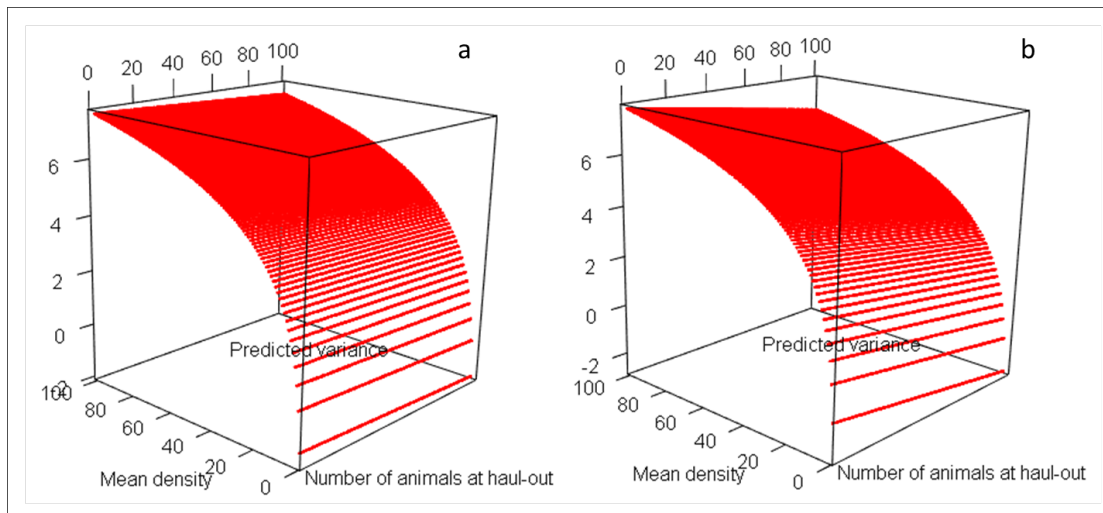 a
0 20 40 60 80 100
6
4
2
0
-2
Predicted variance
100 80 60 40 20 0
Mean density
Number of animals at haul-out
b
0 20 40 60 80 100
6
4
2
0
-2
Predicted variance
100 80 60 40 20 0
Mean density
Number of animals at haul-out